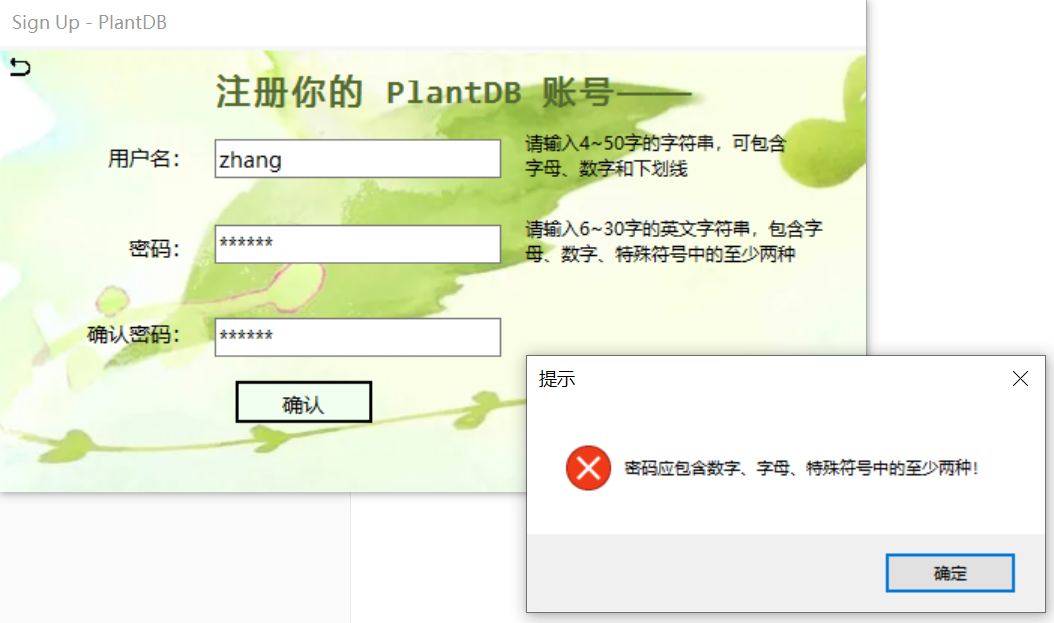 Sign Up - PlantDB
注册你的 PlantDB 账号——
用户名：
zhang
请输入4~50字的字符串，可包含
字母、数字和下划线
密码：
******
请输入6~30字的英文字符串，包含字
母、数字、特殊符号中的至少两种
确认密码：
******
确认
提示
密码应包含数字、字母、特殊符号中的至少两种！
确定